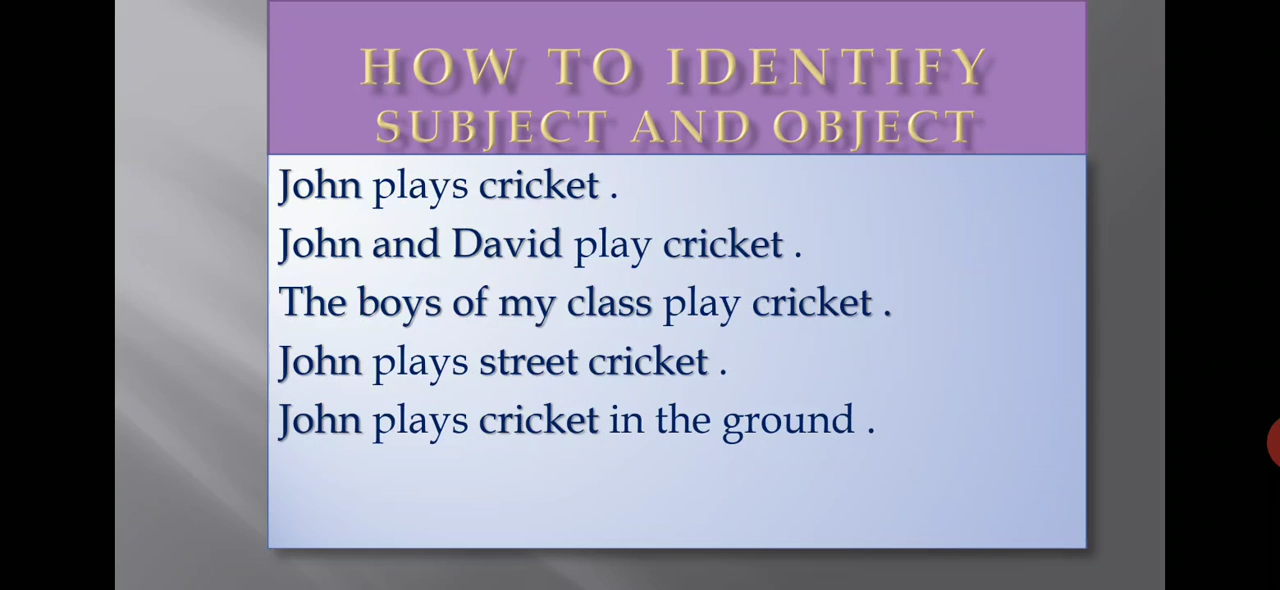 HOW TO IDENTIFY
SUBJECT AND OBJECT
John plays cricket .
John and David play cricket .
The boys of my class play cricket .
John plays street cricket .
John plays cricket in the ground .